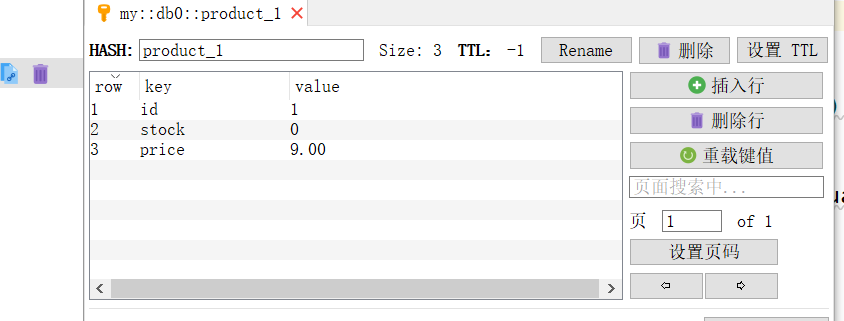 my::db0::product_1
HASH: product_1 Size: 3 TTL: -1 Rename 删除 设置 TTL
row key value
1 id 1
2 stock 0
3 price 9.00
插入行
删除行
重载键值
页面搜索中...
页 1 of 1
设置页码